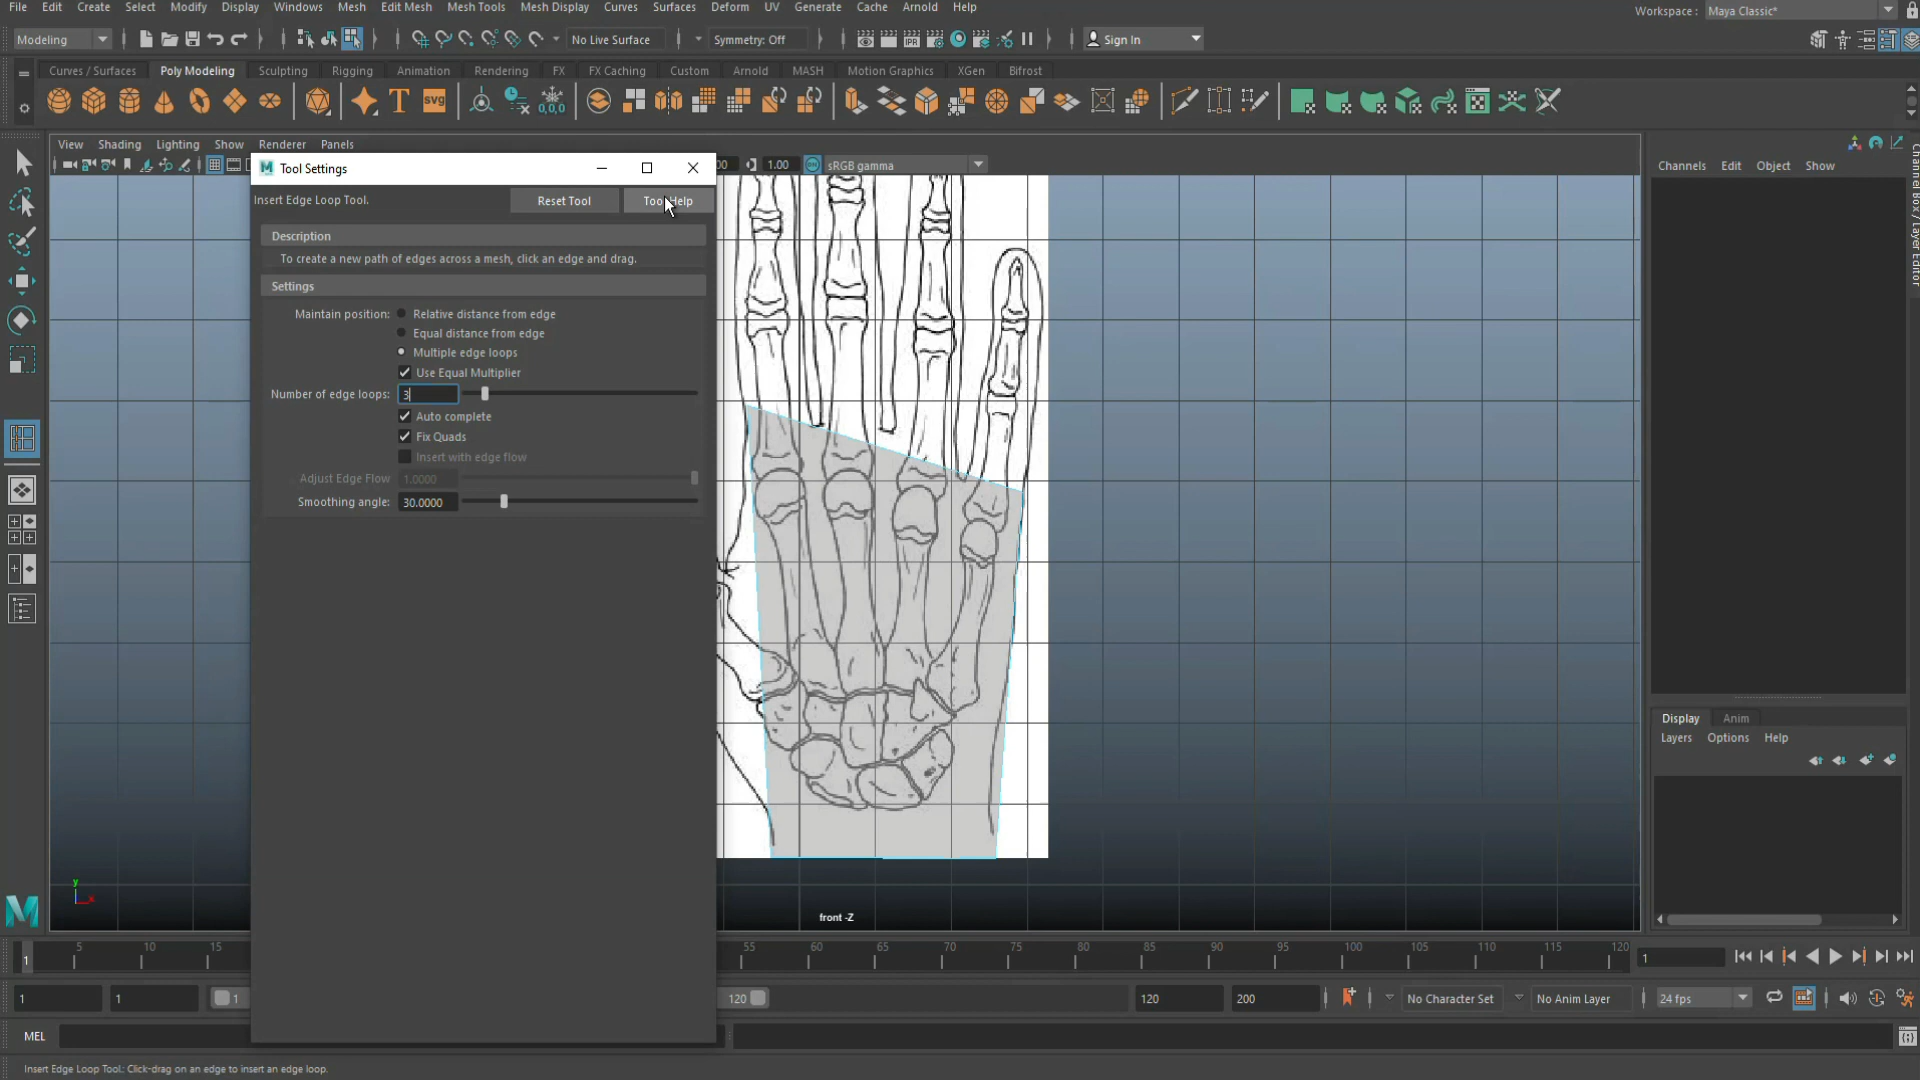 File Edit Create Select Modify Display Windows Mesh Edit Mesh Mesh Tools Mesh Display Curves Surfaces Deform UV Generate Cache Arnold Help
Workspace : Maya Classic*
Modeling No Live Surface Symmetry: Off Sign In
Curves / Surfaces Poly Modeling Sculpting Rigging Animation Rendering FX FX Caching Custom Arnold MASH Motion Graphics XGen Bifrost
View Shading Lighting Show Renderer Panels
00 1.00 sRGB gamma
Tool Settings
Insert Edge Loop Tool. Reset Tool
Description
To create a new path of edges across a mesh, click an edge and drag.
Settings
Maintain position: Relative distance from edge
Equal distance from edge
Multiple edge loops
Use Equal Multiplier
Number of edge loops: 3
Auto complete
Fix Quads
Insert with edge flow
Adjust Edge Flow 1.0000
Smoothing angle: 30.0000
Channels Edit Object Show
Channel Box / Layer Editor
Display Anim
Layers Options Help
front -Z
y
x
5 10 15 55 60 65 70 75 80 85 90 95 100 105 110 115 120
1 1
1 1 1 120 120 200 No Character Set No Anim Layer 24 fps
MEL
Insert Edge Loop Tool: Click-drag on an edge to insert an edge loop.